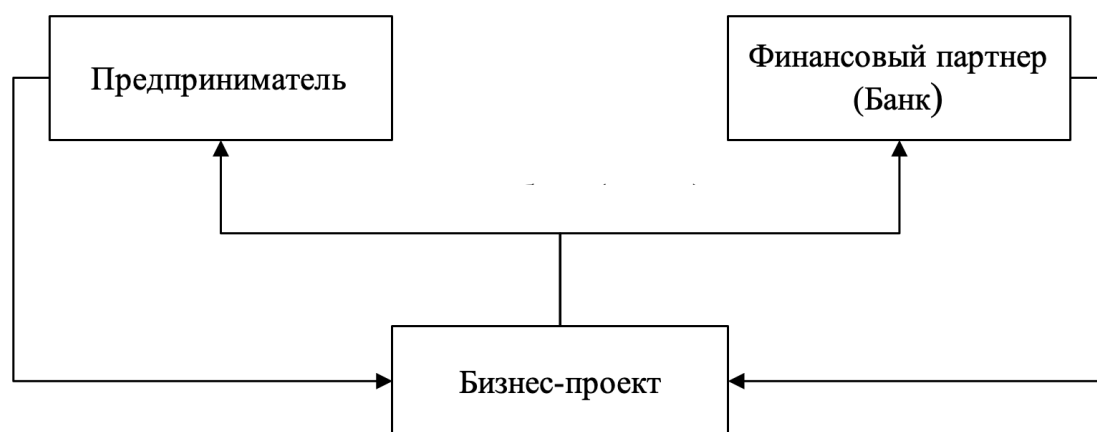 Предприниматель
Финансовый партнер
(Банк)
Бизнес-проект